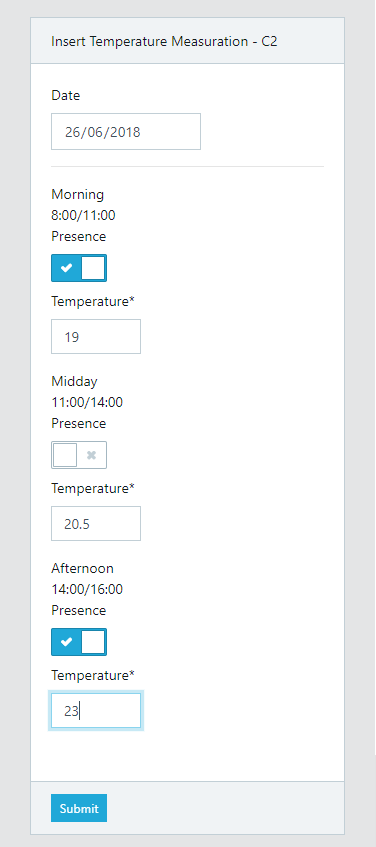 Insert Temperature Measuration - C2
Date
26/06/2018
Morning
8:00/11:00
Presence
Temperature*
19
Midday
11:00/14:00
Presence
Temperature*
20.5
Afternoon
14:00/16:00
Presence
Temperature*
23
Submit